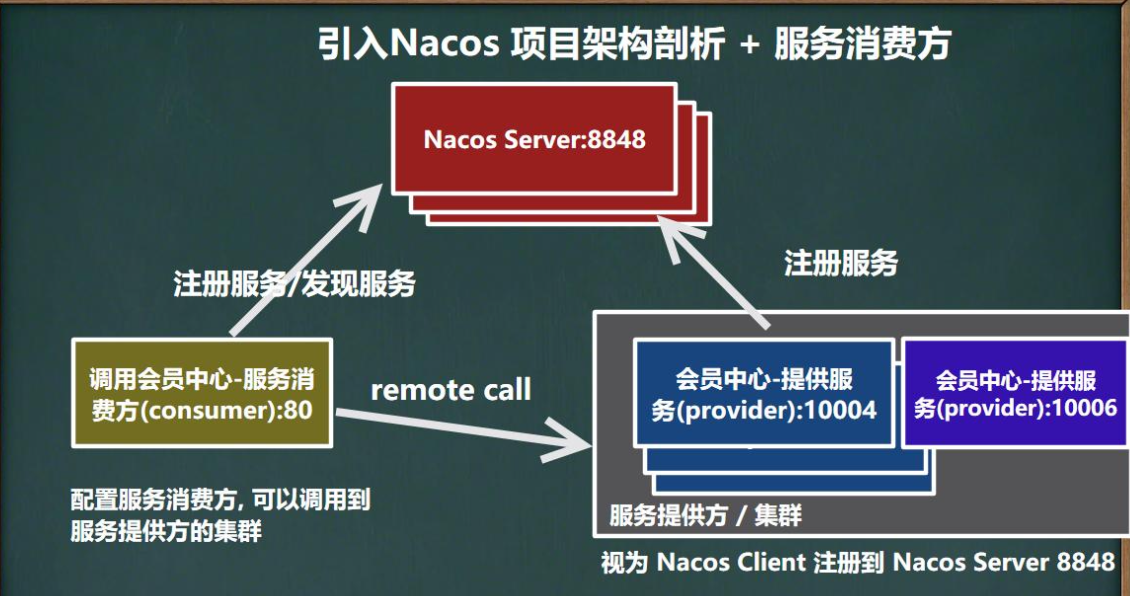 引入Nacos 项目架构剖析 + 服务消费方
Nacos Server:8848
注册服务/发现服务
注册服务
调用会员中心-服务消
费方(consumer):80
remote call
会员中心-提供服
务(provider):10004
会员中心-提供服
务(provider):10006
配置服务消费方, 可以调用到
服务提供方的集群
服务提供方 / 集群
视为 Nacos Client 注册到 Nacos Server 8848